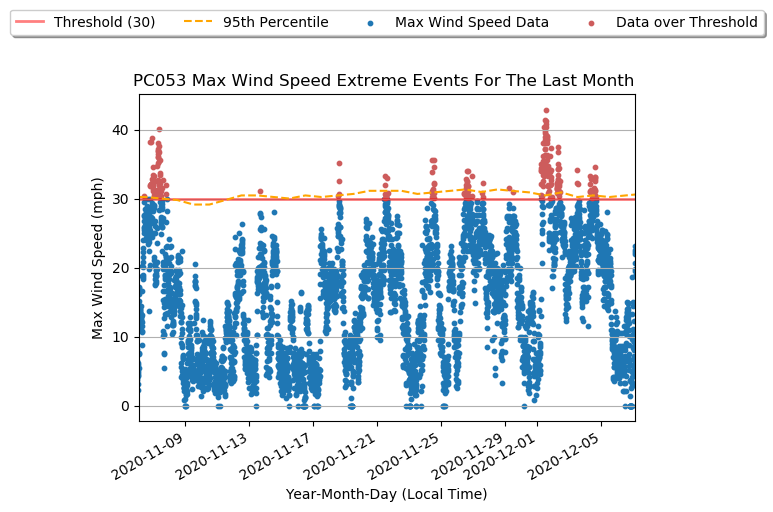 Threshold (30) 95th Percentile Max Wind Speed Data Data over Threshold
PC053 Max Wind Speed Extreme Events For The Last Month
Max Wind Speed (mph)
40
30
20
10
0
2020-11-09 2020-11-13 2020-11-17 2020-11-21 2020-11-25 2020-11-29 2020-12-01 2020-12-05
Year-Month-Day (Local Time)